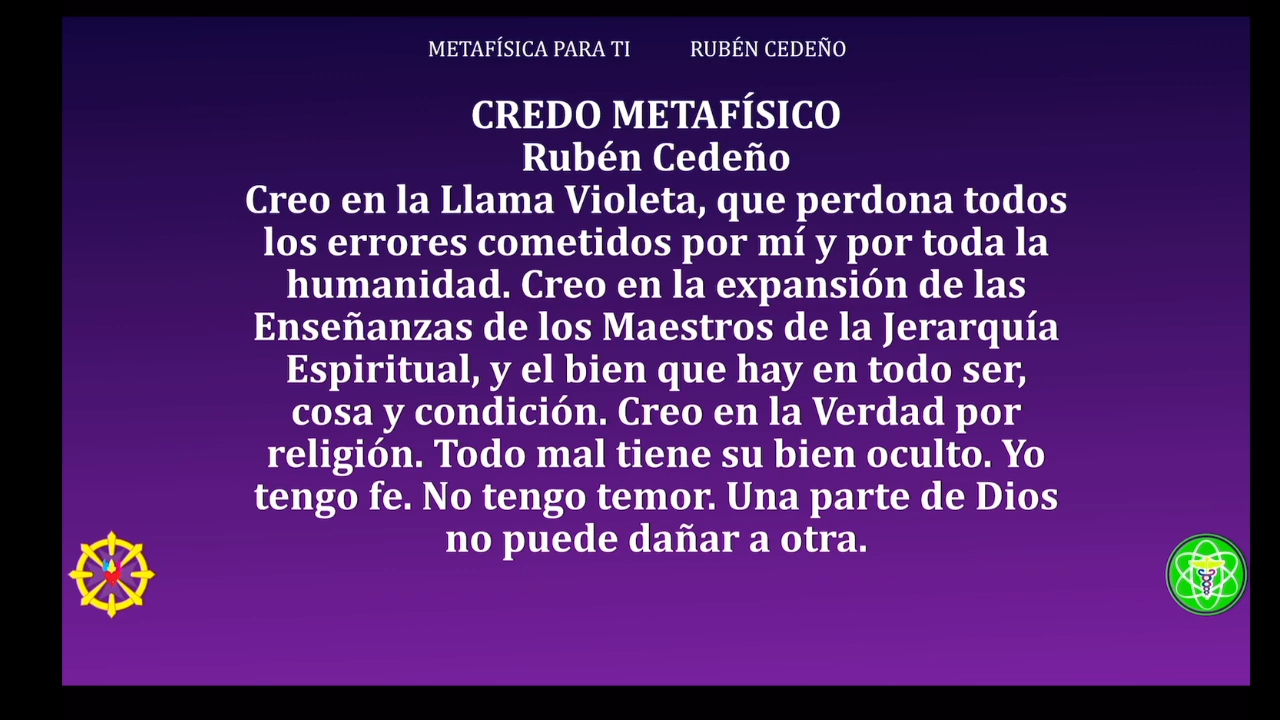 METAFÍSICA PARA TI RUBÉN CEDEÑO
CREDO METAFÍSICO
Rubén Cedeño
Creo en la Llama Violeta, que perdona todos
los errores cometidos por mí y por toda la
humanidad. Creo en la expansión de las
Enseñanzas de los Maestros de la Jerarquía
Espiritual, y el bien que hay en todo ser,
cosa y condición. Creo en la Verdad por
religión. Todo mal tiene su bien oculto. Yo
tengo fe. No tengo temor. Una parte de Dios
no puede dañar a otra.